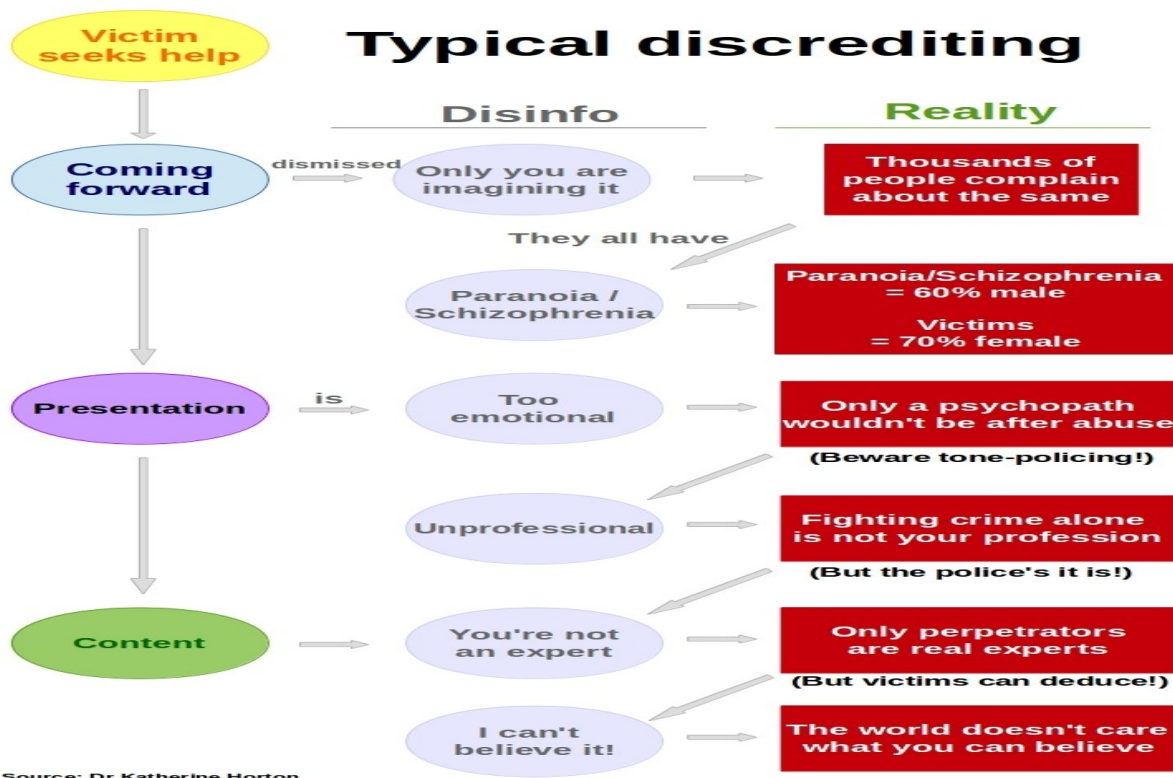 Victim
seeks help
Typical discrediting
Disinfo
Reality
Coming
forward
dismissed
Only you are
imagining it
Thousands of
people complain
about the same
They all have
Paranoia /
Schizophrenia
Paranoia/Schizophrenia
= 60% male
Victims
= 70% female
Presentation
is
Too
emotional
Only a psychopath
wouldn't be after abuse
(Beware tone-policing!)
Unprofessional
Fighting crime alone
is not your profession
(But the police's it is!)
Content
You're not
an expert
Only perpetrators
are real experts
(But victims can deduce!)
I can't
believe it!
The world doesn't care
what you can believe
Source: Dr Katherine Horton